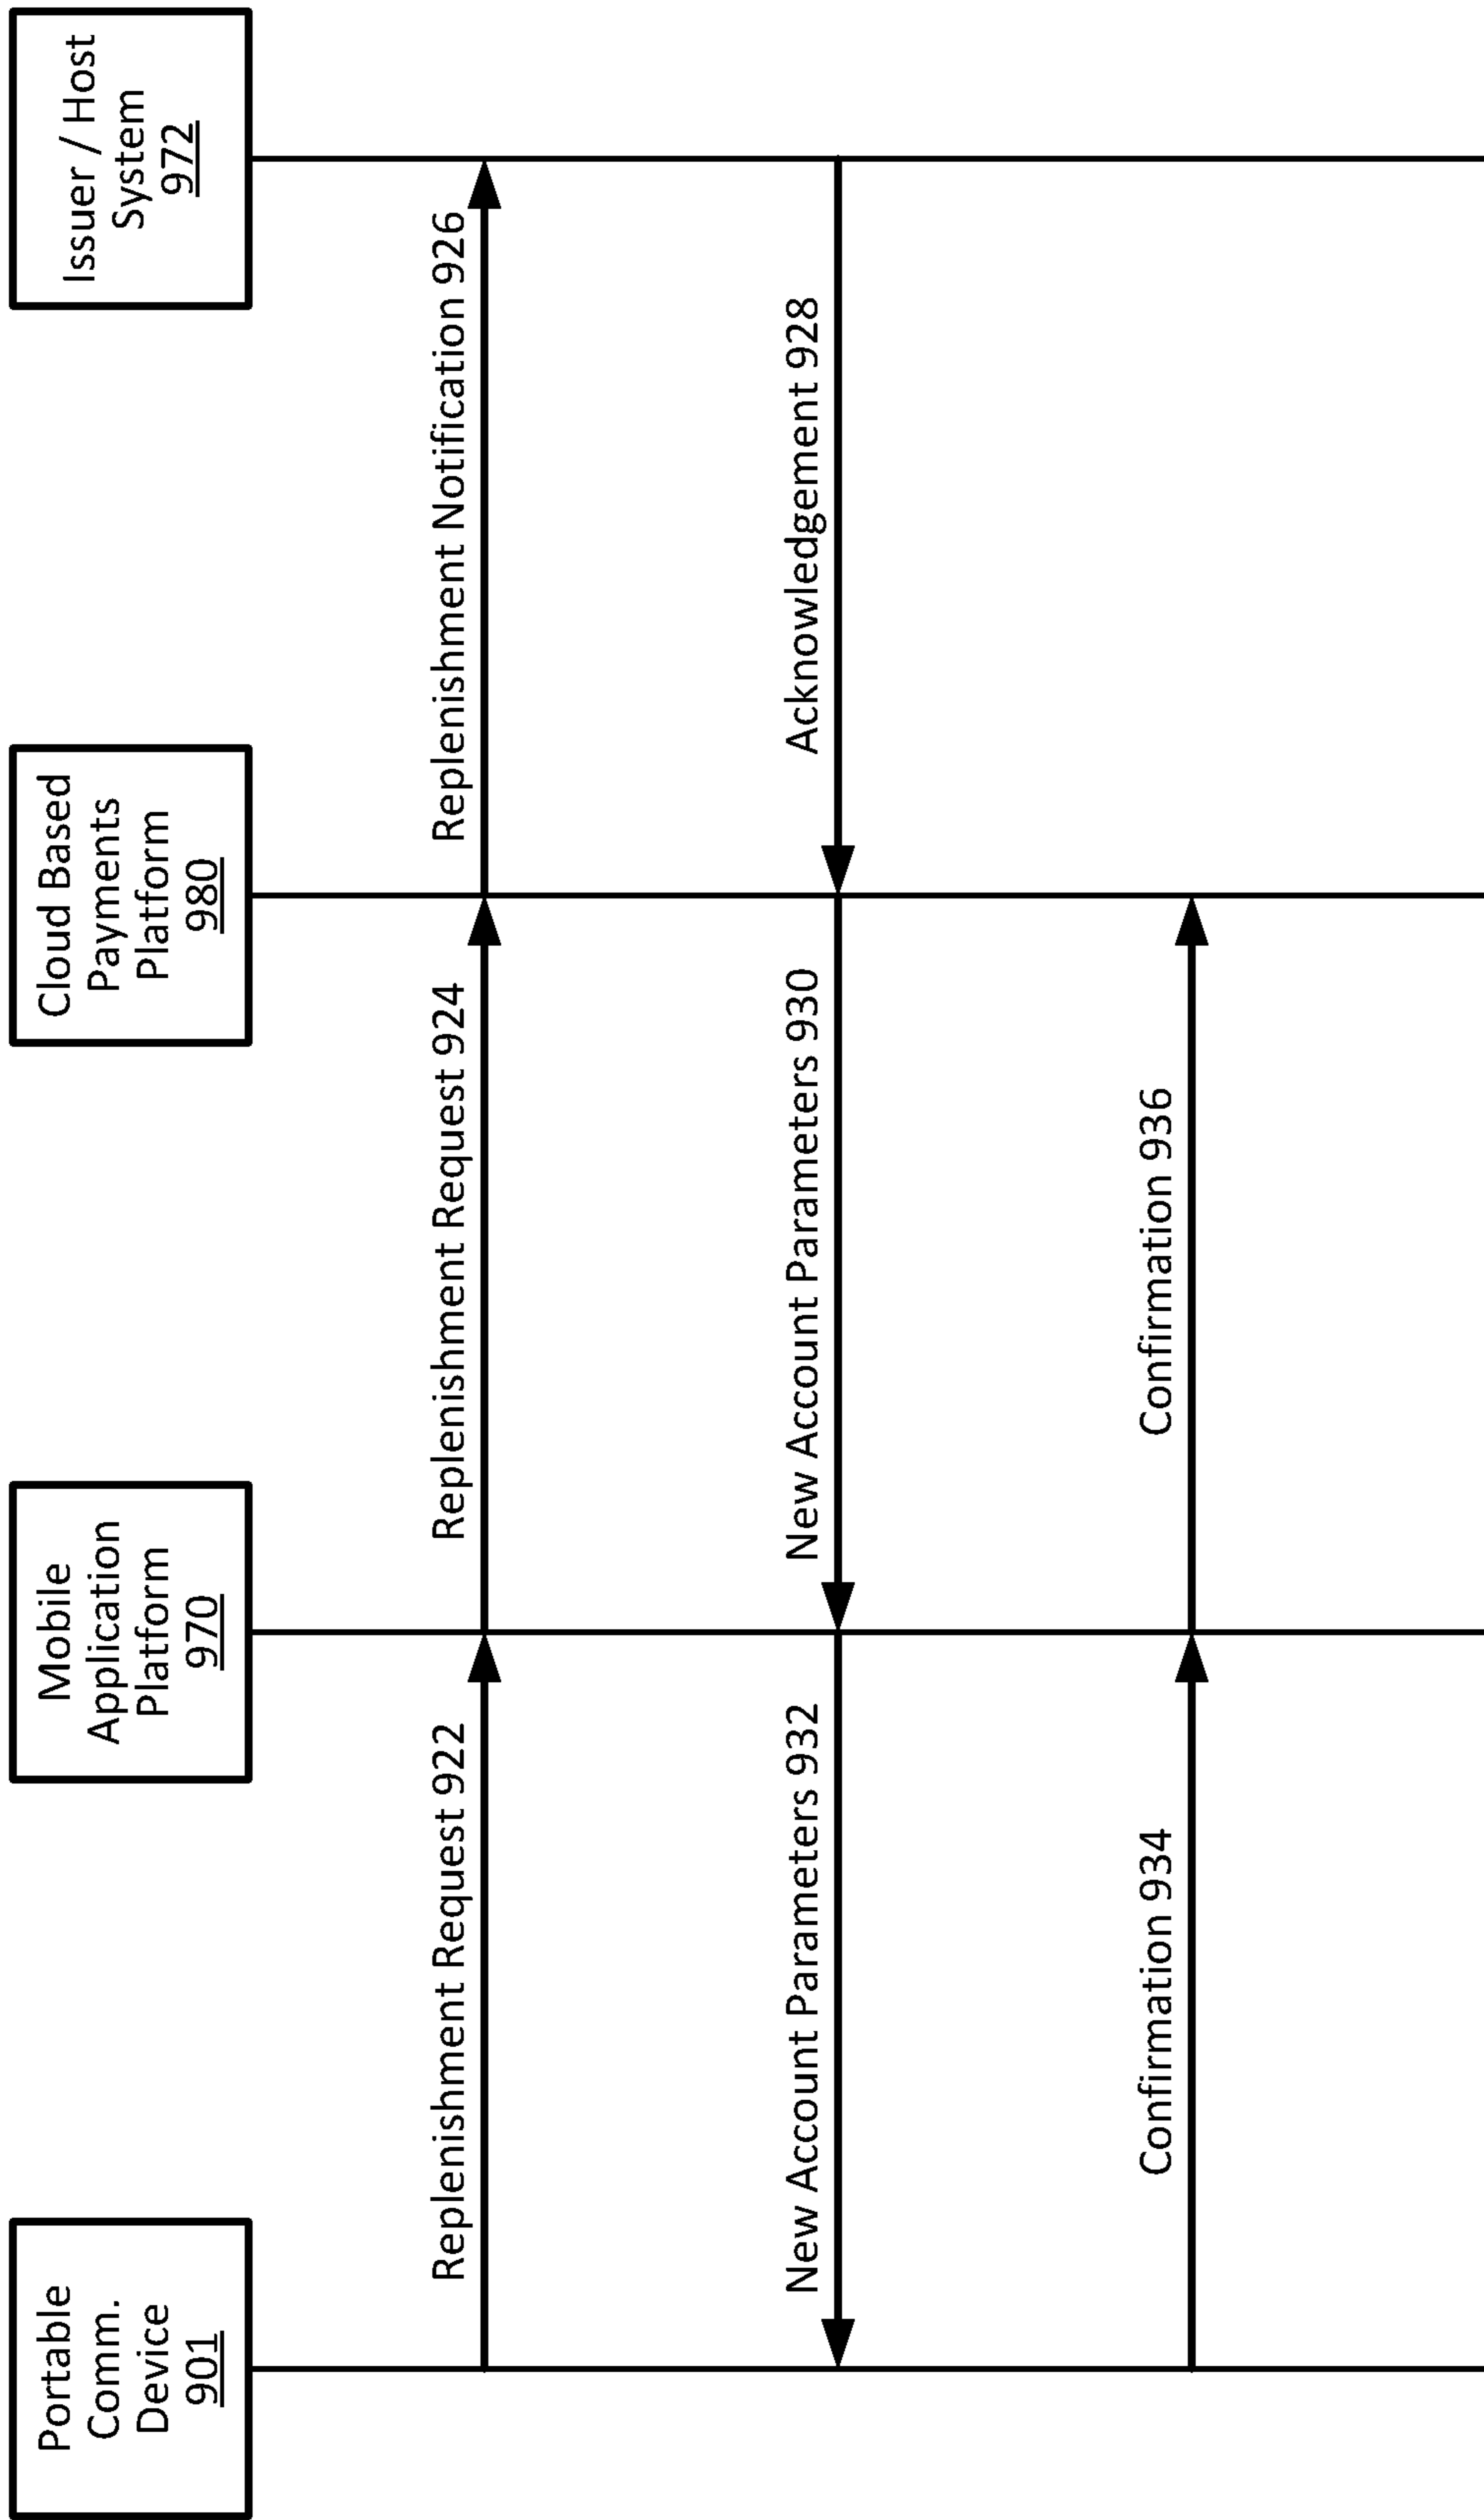 Portable
Comm.
Device
901
Mobile
Application
Platform
970
Cloud Based
Payments
Platform
980
Issuer / Host
System
972
Replenishment Request 922
Replenishment Request 924
Replenishment Notification 926
New Account Parameters 932
New Account Parameters 930
Acknowledgement 928
Confirmation 934
Confirmation 936